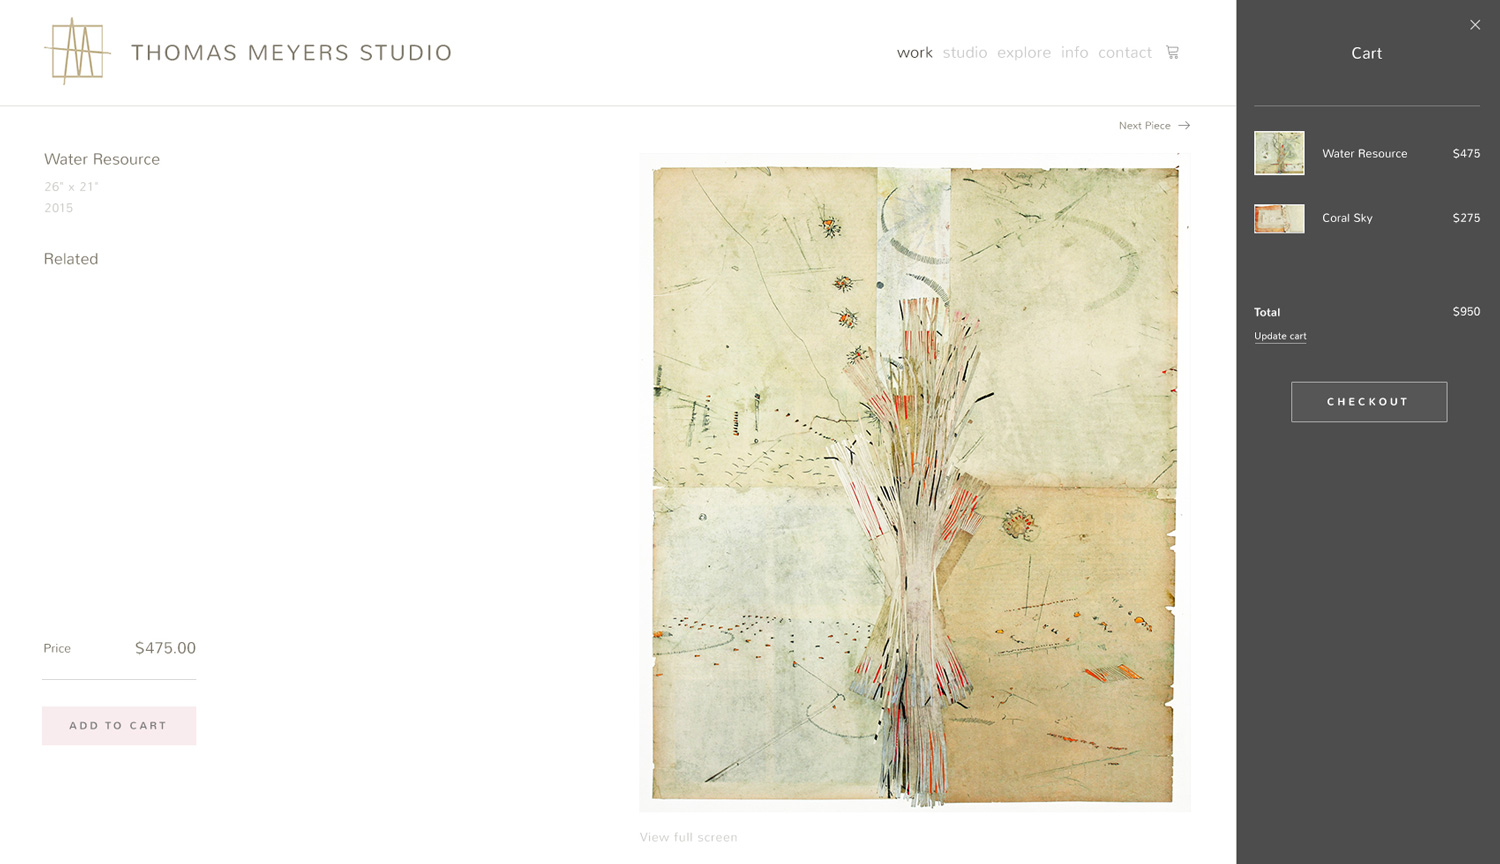 THOMAS MEYERS STUDIO
work studio explore info contact
Next Piece
Water Resource
26" x 21"
2015
Related
Price $475.00
ADD TO CART
View full screen
Cart
Water Resource $475
Coral Sky $275
Total $950
Update cart
CHECKOUT